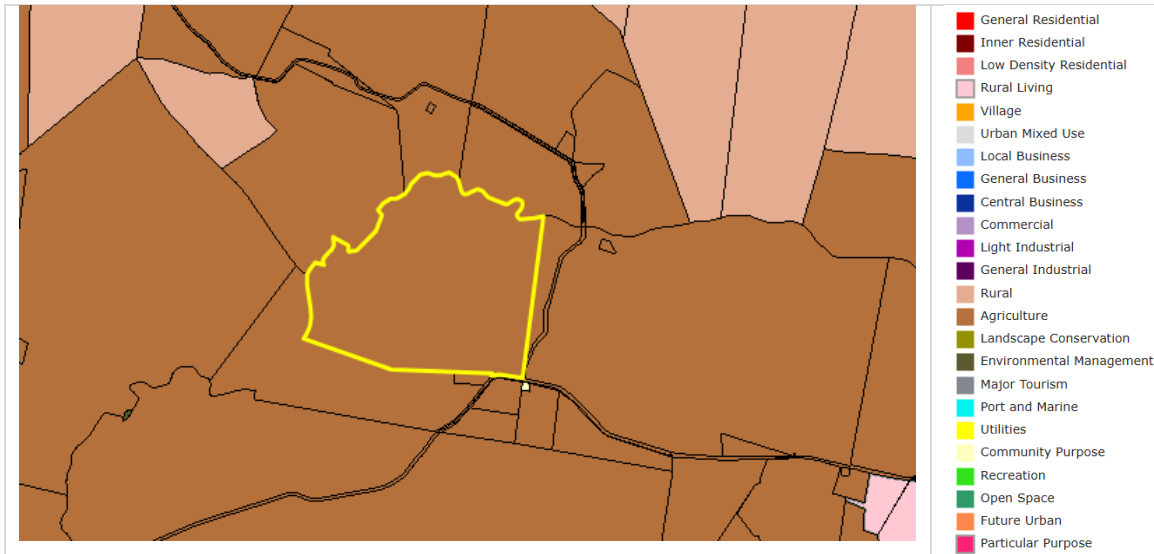 General Residential
Inner Residential
Low Density Residential
Rural Living
Village
Urban Mixed Use
Local Business
General Business
Central Business
Commercial
Light Industrial
General Industrial
Rural
Agriculture
Landscape Conservation
Environmental Management
Major Tourism
Port and Marine
Utilities
Community Purpose
Recreation
Open Space
Future Urban
Particular Purpose